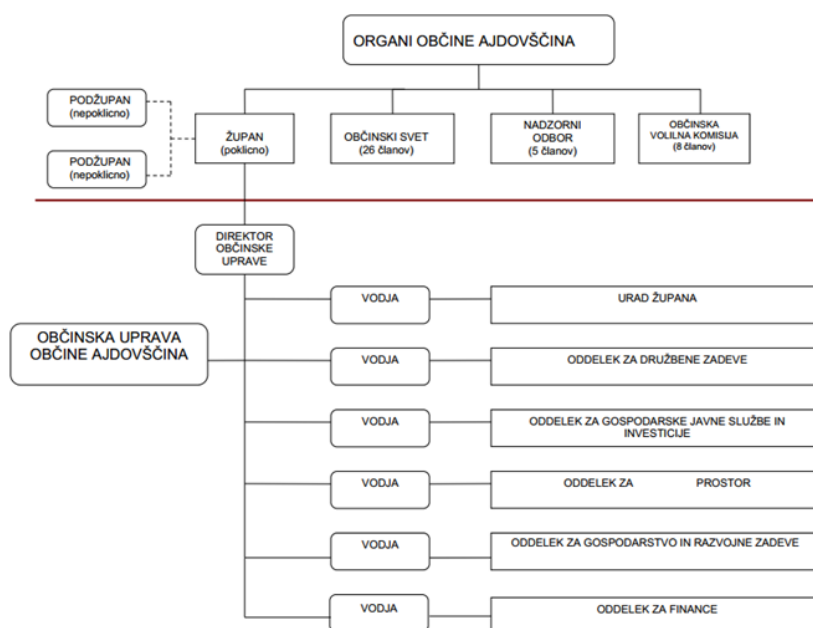 ORGANI OBČINE AJDOVŠČINA
PODŽUPAN
(nepoklicno)
PODŽUPAN
(nepoklicno)
ŽUPAN
(poklicno)
OBČINSKI SVET
(26 članov)
NADZORNI
ODBOR
(5 članov)
OBČINSKA
VOLILNA KOMISIJA
(8 članov)
DIREKTOR
OBČINSKE
UPRAVE
OBČINSKA UPRAVA
OBČINE AJDOVŠČINA
VODJA
URAD ŽUPANA
VODJA
ODDELEK ZA DRUŽBENE ZADEVE
VODJA
ODDELEK ZA GOSPODARSKE JAVNE SLUŽBE IN
INVESTICIJE
VODJA
ODDELEK ZA PROSTOR
VODJA
ODDELEK ZA GOSPODARSTVO IN RAZVOJNE ZADEVE
VODJA
ODDELEK ZA FINANCE